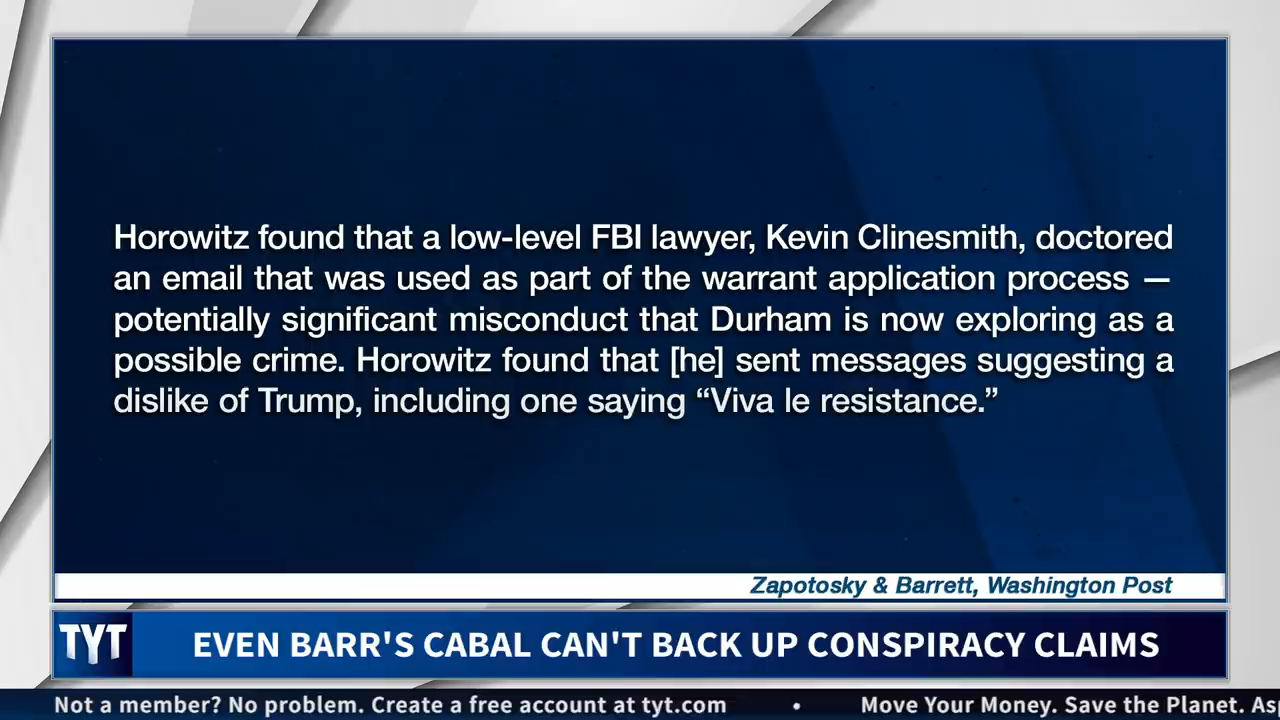 Horowitz found that a low-level FBI lawyer, Kevin Clinesmith, doctored
an email that was used as part of the warrant application process —
potentially significant misconduct that Durham is now exploring as a
possible crime. Horowitz found that [he] sent messages suggesting a
dislike of Trump, including one saying “Viva le resistance.”
Zapotosky & Barrett, Washington Post
TYT EVEN BARR'S CABAL CAN'T BACK UP CONSPIRACY CLAIMS
Not a member? No problem. Create a free account at tyt.com • Move Your Money. Save the Planet. As